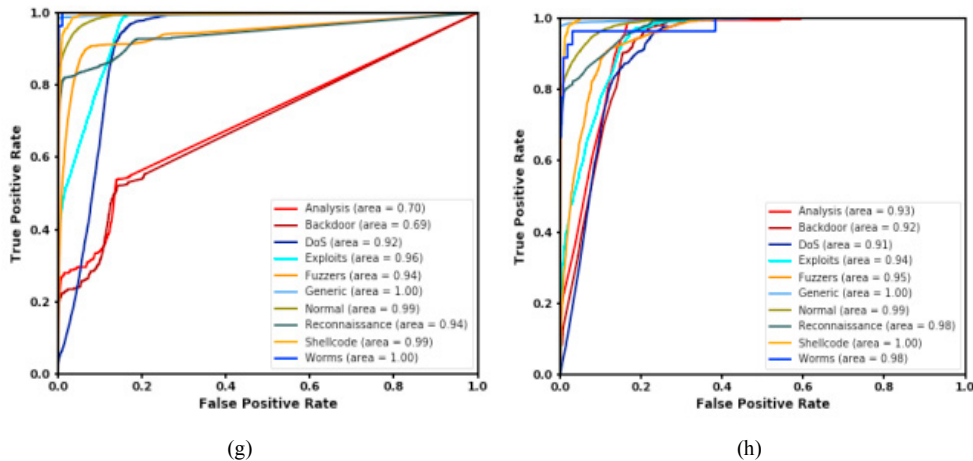 1.0
0.8
0.6
0.4
0.2
0.0
True Positive Rate
0.0 0.2 0.4 0.6 0.8 1.0
False Positive Rate
Analysis (area = 0.70)
Backdoor (area = 0.69)
DoS (area = 0.92)
Exploits (area = 0.96)
Fuzzers (area = 0.94)
Generic (area = 1.00)
Normal (area = 0.99)
Reconnaissance (area = 0.94)
Shellcode (area = 0.99)
Worms (area = 1.00)
(g)
1.0
0.8
0.6
0.4
0.2
0.0
True Positive Rate
0.0 0.2 0.4 0.6 0.8 1.0
False Positive Rate
Analysis (area = 0.93)
Backdoor (area = 0.92)
DoS (area = 0.91)
Exploits (area = 0.94)
Fuzzers (area = 0.95)
Generic (area = 1.00)
Normal (area = 0.99)
Reconnaissance (area = 0.98)
Shellcode (area = 1.00)
Worms (area = 0.98)
(h)